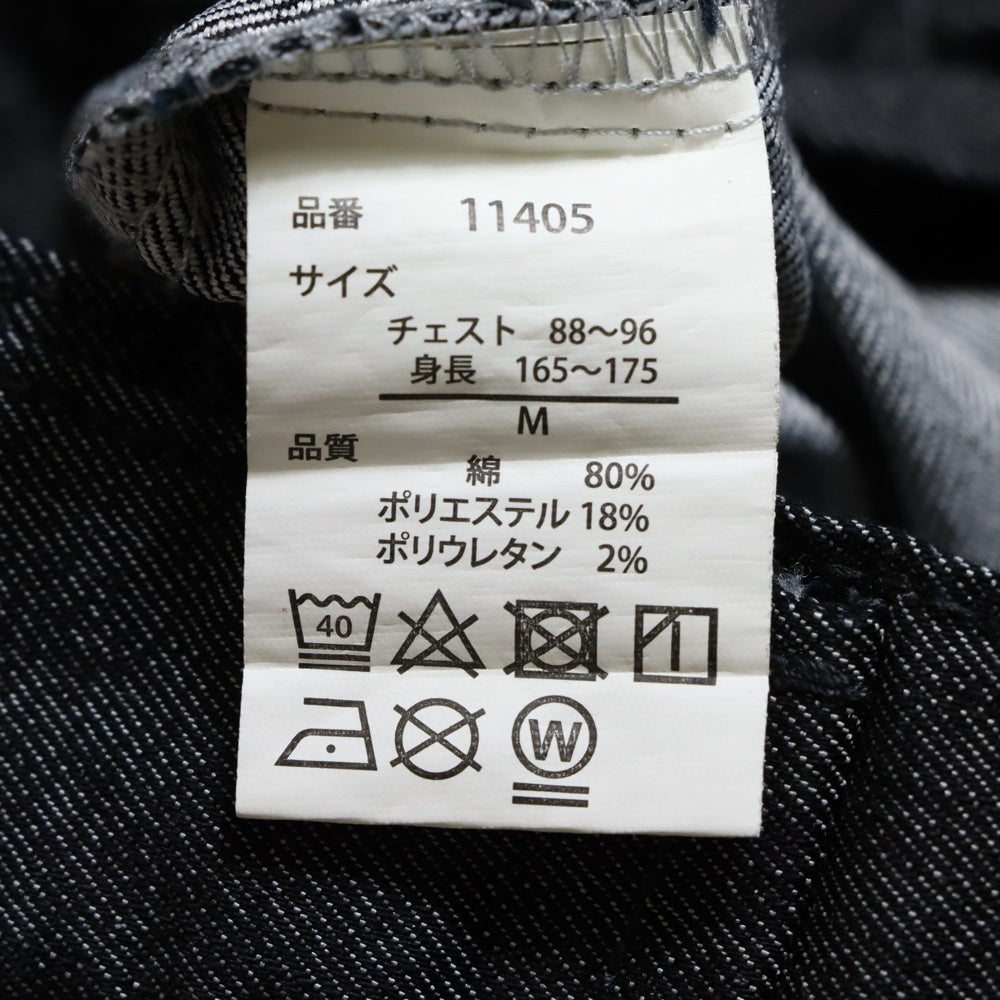 品番 11405
サイズ
チェスト 88〜96
身長 165〜175
M
品質
綿 80%
ポリエステル 18%
ポリウレタン 2%
40
W